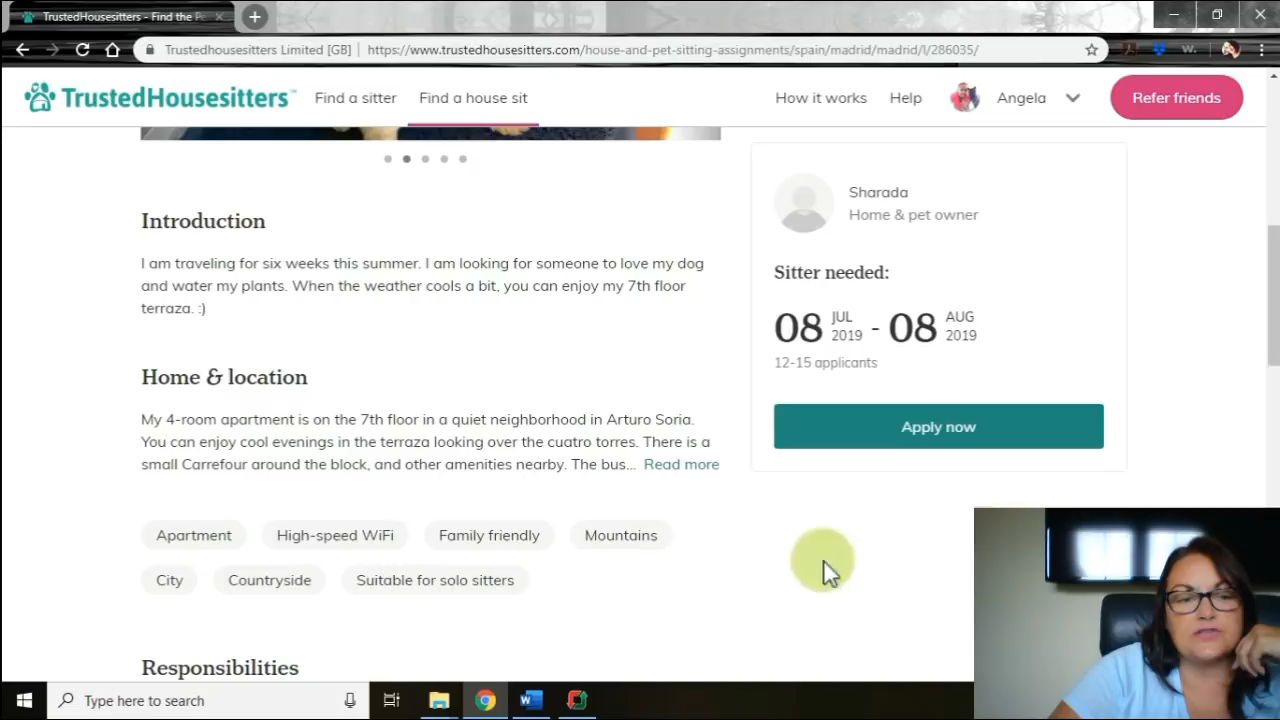 TrustedHousesitters - Find the Pe
Trustedhousesitters Limited [GB] | https://www.trustedhousesitters.com/house-and-pet-sitting-assignments/spain/madrid/madrid/l/286035/
W.
TrustedHousesitters™ Find a sitter Find a house sit How it works Help Angela Refer friends
Introduction
I am traveling for six weeks this summer. I am looking for someone to love my dog
and water my plants. When the weather cools a bit, you can enjoy my 7th floor
terraza. :)
Home & location
My 4-room apartment is on the 7th floor in a quiet neighborhood in Arturo Soria.
You can enjoy cool evenings in the terraza looking over the cuatro torres. There is a
small Carrefour around the block, and other amenities nearby. The bus... Read more
Apartment High-speed WiFi Family friendly Mountains
City Countryside Suitable for solo sitters
Responsibilities
Sharada
Home & pet owner
Sitter needed:
08 JUL 2019 - 08 AUG 2019
12-15 applicants
Apply now
Type here to search